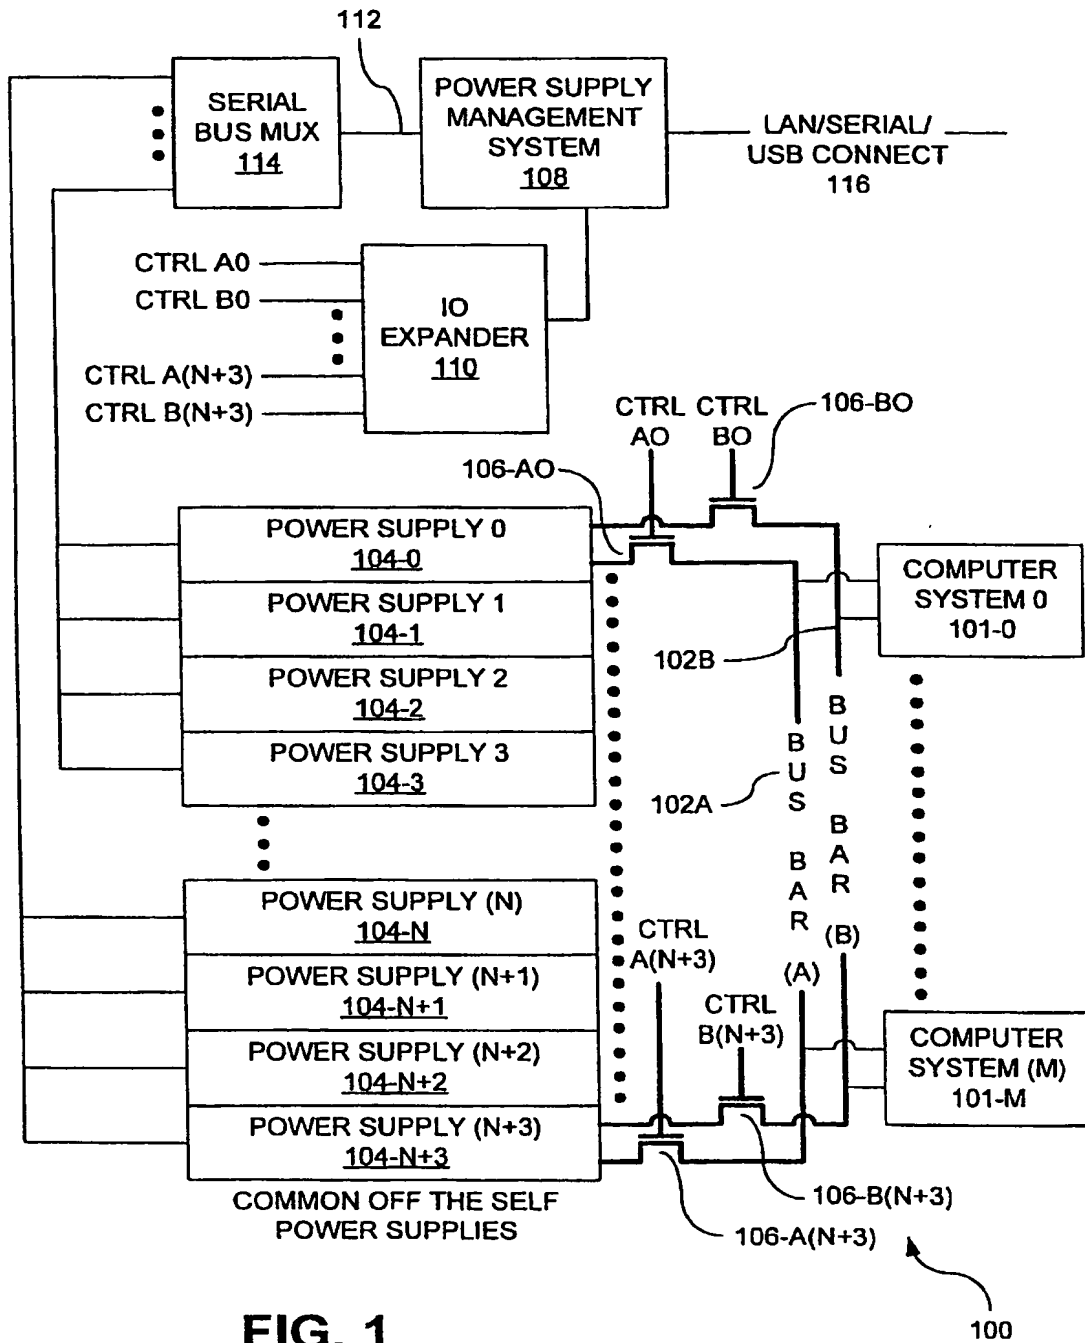 112
SERIAL
BUS MUX
114
POWER SUPPLY
MANAGEMENT
SYSTEM
108
LAN/SERIAL/
USB CONNECT
116
CTRL A0
CTRL B0
CTRL A(N+3)
CTRL B(N+3)
IO
EXPANDER
110
CTRL
AO
CTRL
BO
106-BO
106-AO
POWER SUPPLY 0
104-0
POWER SUPPLY 1
104-1
POWER SUPPLY 2
104-2
POWER SUPPLY 3
104-3
COMPUTER
SYSTEM 0
101-0
102B
102A
BUS BAR (A)
BUS BAR (B)
POWER SUPPLY (N)
104-N
POWER SUPPLY (N+1)
104-N+1
POWER SUPPLY (N+2)
104-N+2
POWER SUPPLY (N+3)
104-N+3
CTRL
A(N+3)
CTRL
B(N+3)
COMPUTER
SYSTEM (M)
101-M
COMMON OFF THE SELF
POWER SUPPLIES
106-B(N+3)
106-A(N+3)
100
FIG. 1